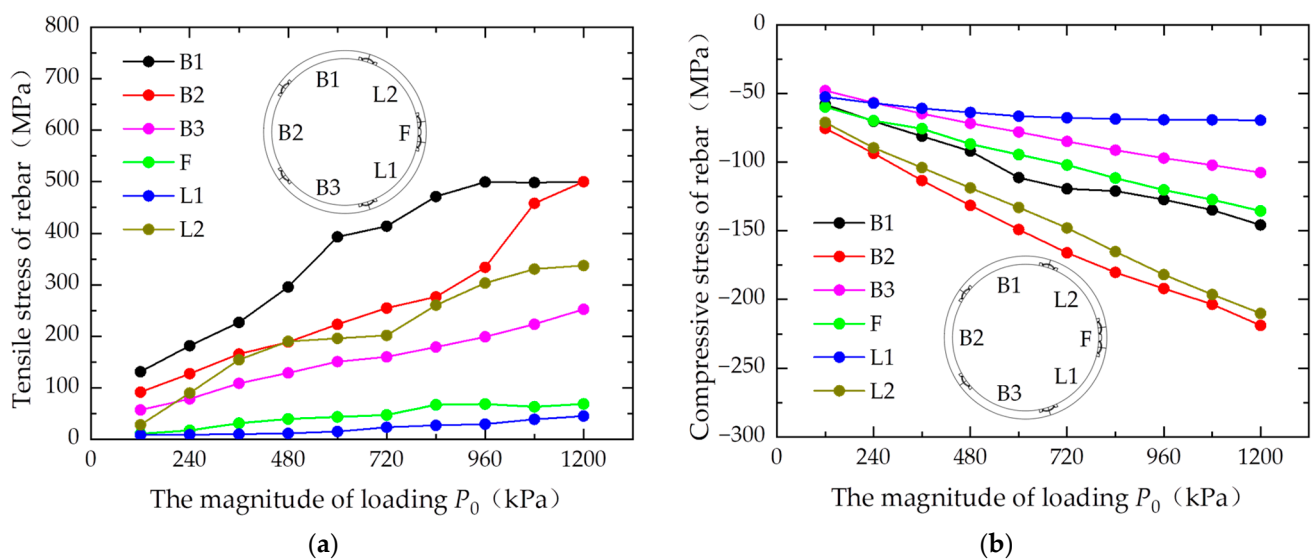 800
700
600
500
400
300
200
100
0
Tensile stress of rebar（MPa）
B1
B2
B3
F
L1
L2
B1
L2
B2
F
L1
B3
0
240
480
720
960
1200
The magnitude of loading P₀（kPa）
(a)
0
−50
−100
−150
−200
−250
−300
Compressive stress of rebar（MPa）
B1
B2
B3
F
L1
L2
B1
L2
B2
F
L1
B3
0
240
480
720
960
1200
The magnitude of loading P₀（kPa）
(b)